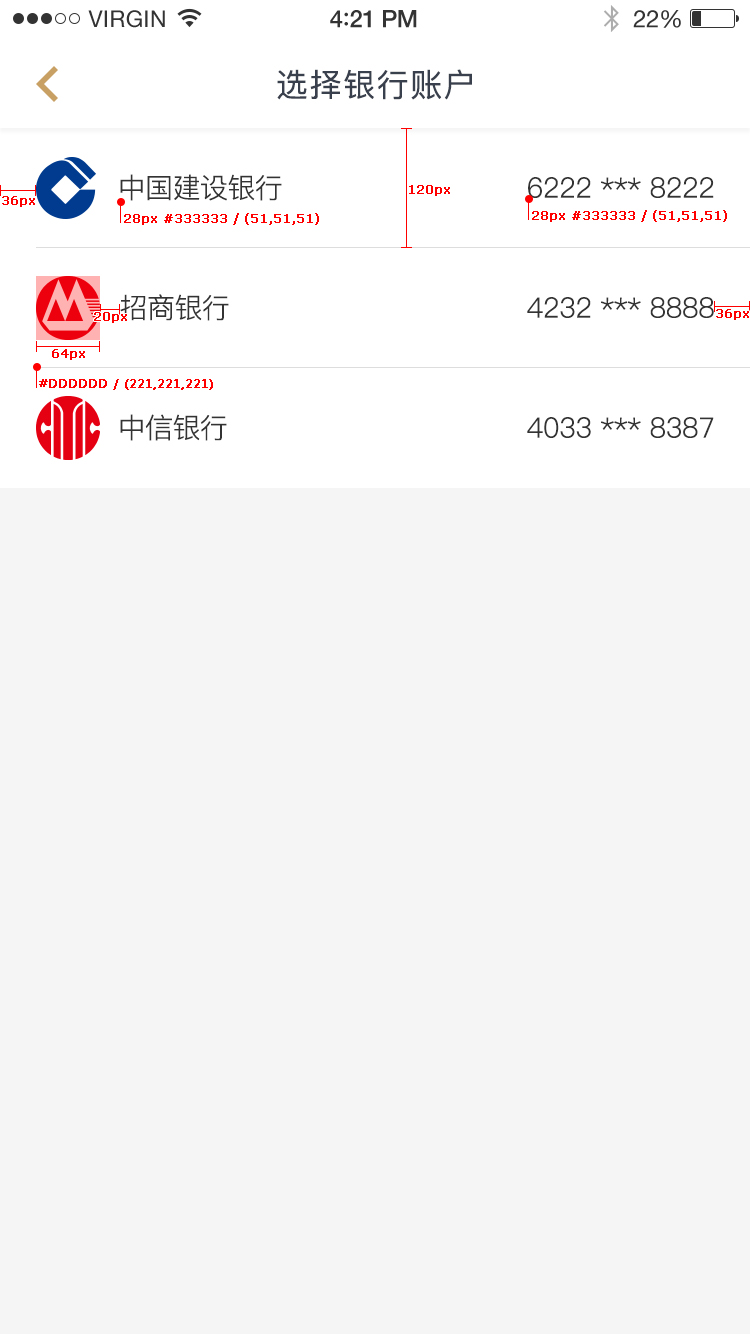 VIRGIN 4:21 PM 22%
选择银行账户
120px
36px
中国建设银行 6222 *** 8222
28px #333333 / (51,51,51) 28px #333333 / (51,51,51)
20px
招商银行 4232 *** 8888
36px
64px
#DDDDDD / (221,221,221)
中信银行 4033 *** 8387